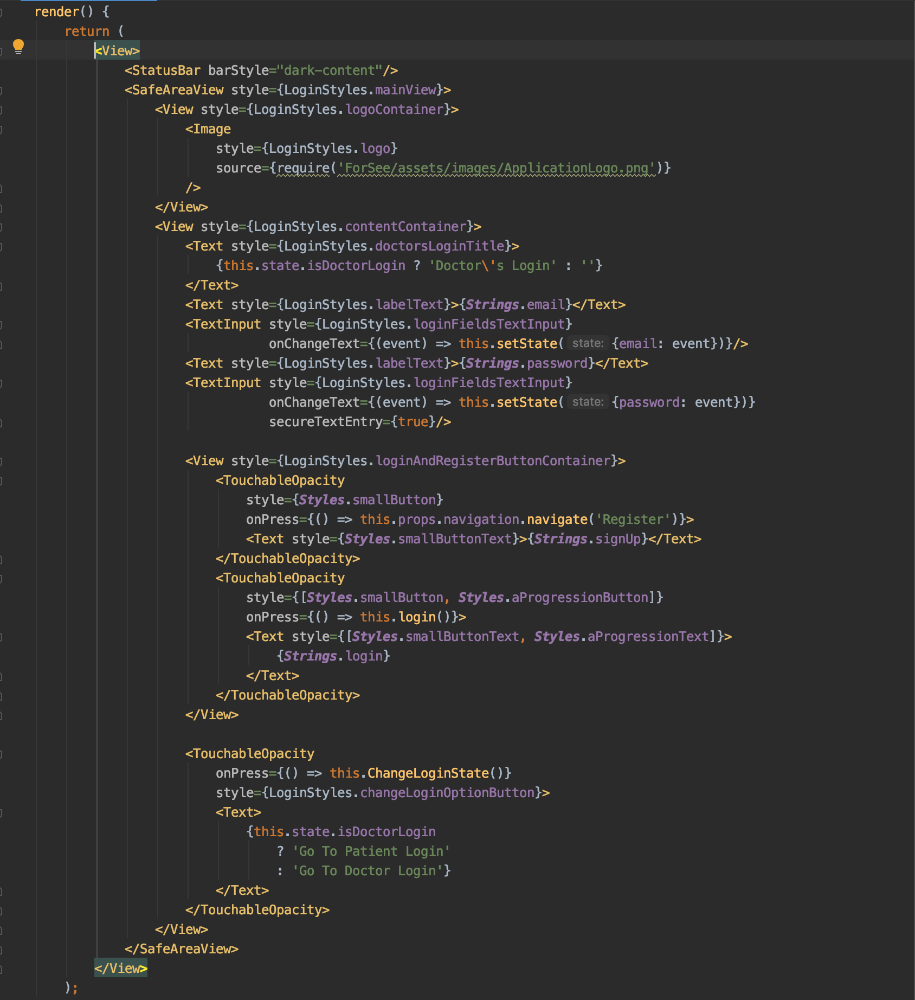 render() {
    return (
        <View>
            <StatusBar barStyle="dark-content"/>
            <SafeAreaView style={LoginStyles.mainView}>
                <View style={LoginStyles.logoContainer}>
                    <Image
                        style={LoginStyles.logo}
                        source={require('ForSee/assets/images/ApplicationLogo.png')}
                    />
                </View>
                <View style={LoginStyles.contentContainer}>
                    <Text style={LoginStyles.doctorsLoginTitle}>
                        {this.state.isDoctorLogin ? 'Doctor\'s Login' : ''}
                    </Text>
                    <Text style={LoginStyles.labelText}>{Strings.email}</Text>
                    <TextInput style={LoginStyles.loginFieldsTextInput}
                               onChangeText={(event) => this.setState( state: {email: event})}/>
                    <Text style={LoginStyles.labelText}>{Strings.password}</Text>
                    <TextInput style={LoginStyles.loginFieldsTextInput}
                               onChangeText={(event) => this.setState( state: {password: event})}
                               secureTextEntry={true}/>

                    <View style={LoginStyles.loginAndRegisterButtonContainer}>
                        <TouchableOpacity
                            style={Styles.smallButton}
                            onPress={() => this.props.navigation.navigate('Register')}>
                            <Text style={Styles.smallButtonText}>{Strings.signUp}</Text>
                        </TouchableOpacity>
                        <TouchableOpacity
                            style={[Styles.smallButton, Styles.aProgressionButton]}
                            onPress={() => this.login()}>
                            <Text style={[Styles.smallButtonText, Styles.aProgressionText]}>
                                {Strings.login}
                            </Text>
                        </TouchableOpacity>
                    </View>

                    <TouchableOpacity
                        onPress={() => this.ChangeLoginState()}
                        style={LoginStyles.changeLoginOptionButton}>
                        <Text>
                            {this.state.isDoctorLogin
                                ? 'Go To Patient Login'
                                : 'Go To Doctor Login'}
                        </Text>
                    </TouchableOpacity>
                </View>
            </SafeAreaView>
        </View>
    );